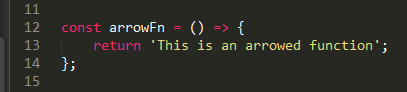 11
12 const arrowFn = () => {
13     return 'This is an arrowed function';
14 };
15